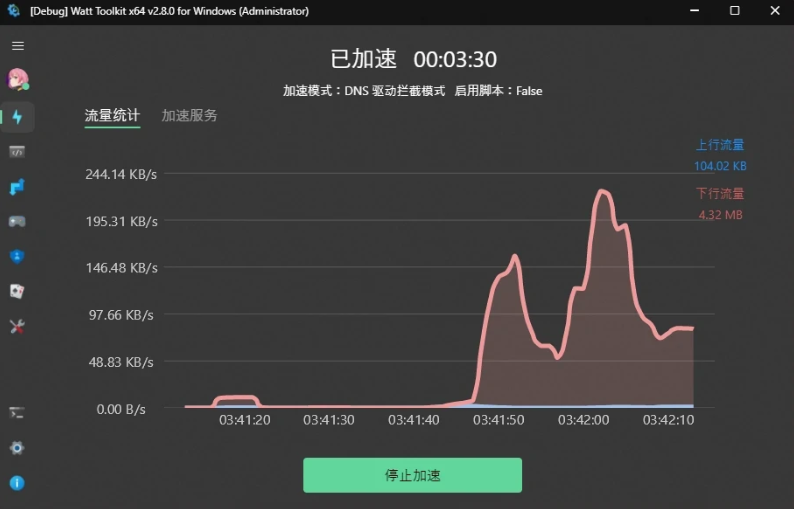 [Debug] Watt Toolkit x64 v2.8.0 for Windows (Administrator)
已加速 00:03:30
加速模式：DNS 驱动拦截模式 启用脚本：False
流量统计 加速服务
上行流量
104.02 KB
下行流量
4.32 MB
244.14 KB/s
195.31 KB/s
146.48 KB/s
97.66 KB/s
48.83 KB/s
0.00 B/s
03:41:20 03:41:30 03:41:40 03:41:50 03:42:00 03:42:10
停止加速